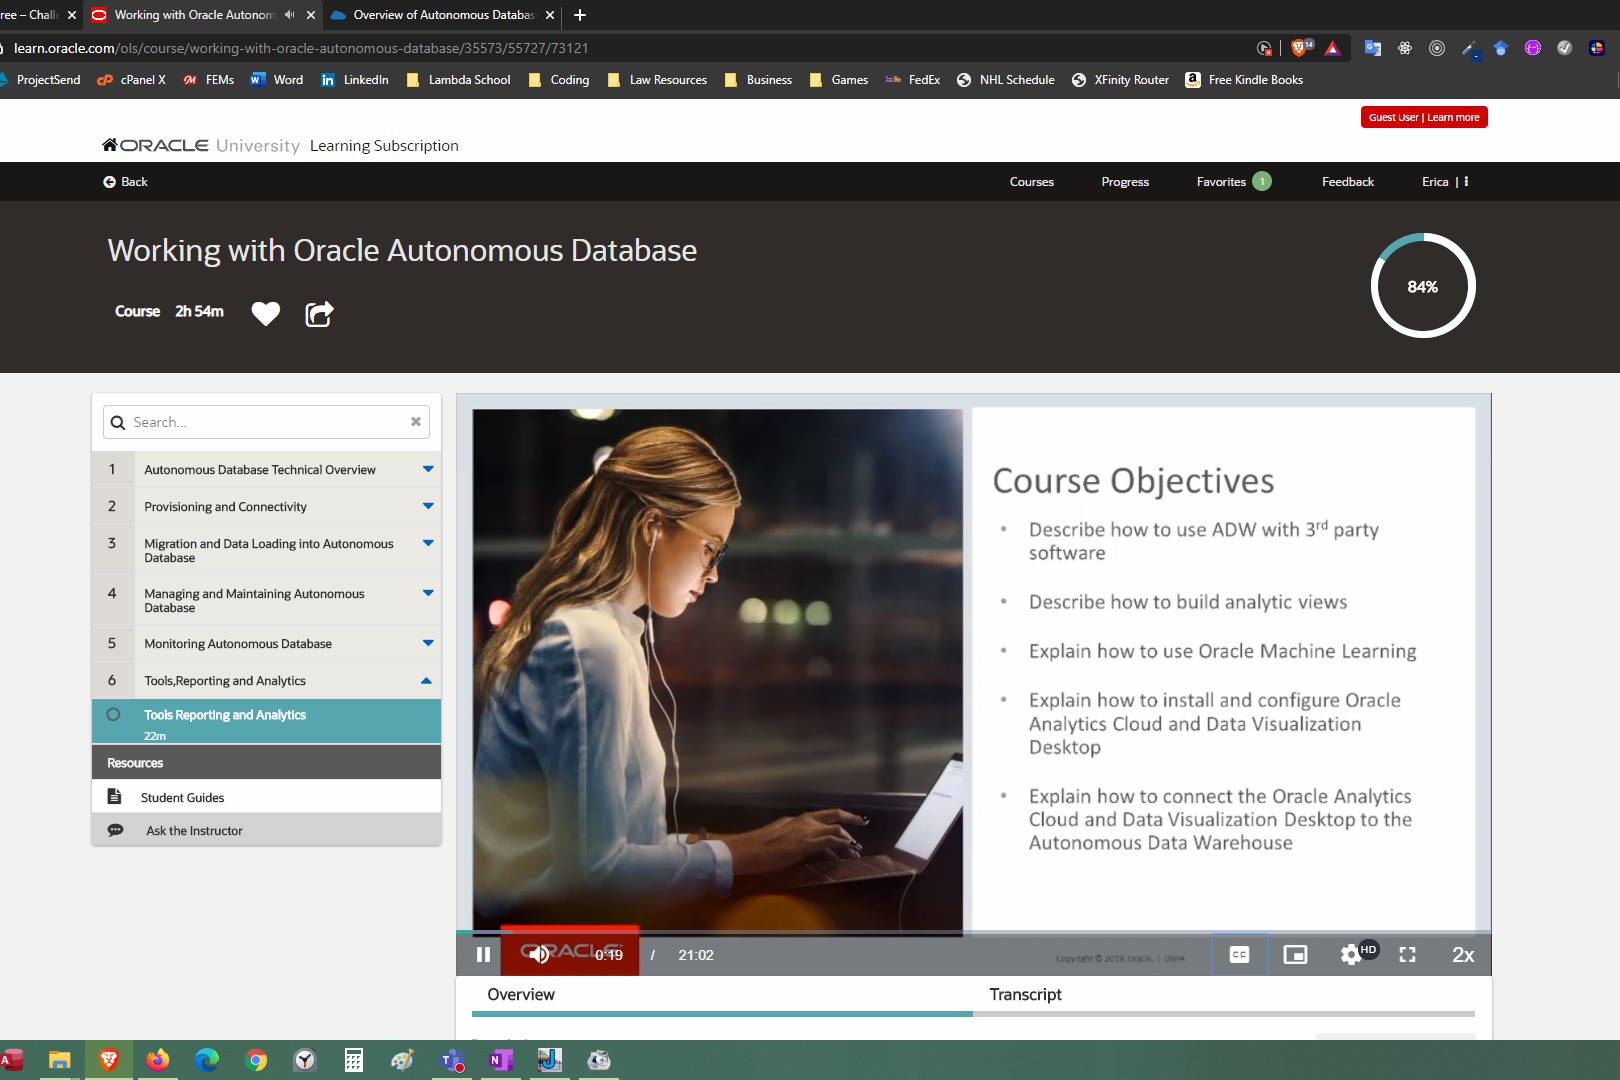 ree – Chall
Working with Oracle Autonom
Overview of Autonomous Databas
learn.oracle.com/ols/course/working-with-oracle-autonomous-database/35573/55727/73121
14
ProjectSend
cPanel X
FEMs
Word
LinkedIn
Lambda School
Coding
Law Resources
Business
Games
FedEx
NHL Schedule
XFinity Router
Free Kindle Books
Guest User | Learn more
ORACLE University Learning Subscription
Back
Courses
Progress
Favorites 1
Feedback
Erica |
Working with Oracle Autonomous Database
84%
Course 2h 54m
Search...
1 Autonomous Database Technical Overview
2 Provisioning and Connectivity
3 Migration and Data Loading into Autonomous
Database
4 Managing and Maintaining Autonomous
Database
5 Monitoring Autonomous Database
6 Tools,Reporting and Analytics
Tools Reporting and Analytics
22m
Resources
Student Guides
Ask the Instructor
Course Objectives
• Describe how to use ADW with 3rd party
software
• Describe how to build analytic views
• Explain how to use Oracle Machine Learning
• Explain how to install and configure Oracle
Analytics Cloud and Data Visualization
Desktop
• Explain how to connect the Oracle Analytics
Cloud and Data Visualization Desktop to the
Autonomous Data Warehouse
ORACLE
0:19 / 21:02
Copyright © 2019, Oracle. | OSPA
CC
HD
2x
Overview
Transcript